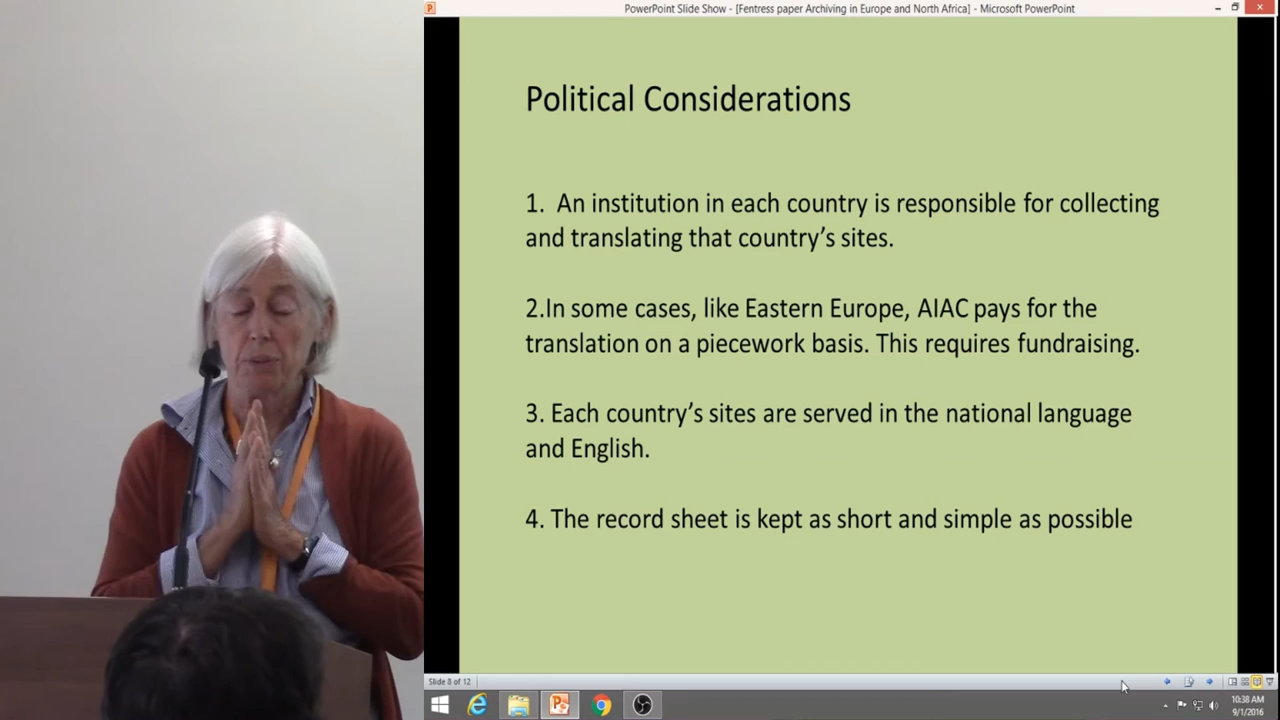 PowerPoint Slide Show - [Fentress paper Archiving in Europe and North Africa] - Microsoft PowerPoint
Political Considerations
1.  An institution in each country is responsible for collecting
and translating that country’s sites.
2.In some cases, like Eastern Europe, AIAC pays for the
translation on a piecework basis. This requires fundraising.
3. Each country’s sites are served in the national language
and English.
4. The record sheet is kept as short and simple as possible
Slide 8 of 12
10:38 AM
9/1/2016